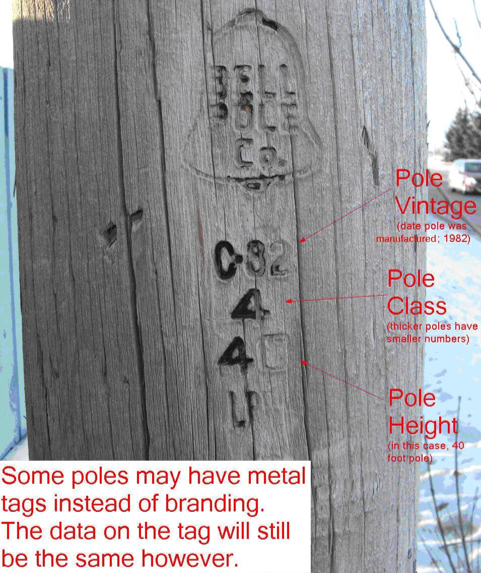 BELL
POLE
Co.
Pole
Vintage
(date pole was
manufactured; 1982)
C·82
Pole
Class
(thicker poles have
smaller numbers)
4
40
Pole
Height
(in this case, 40
foot pole)
Some poles may have metal
tags instead of branding.
The data on the tag will still
be the same however.